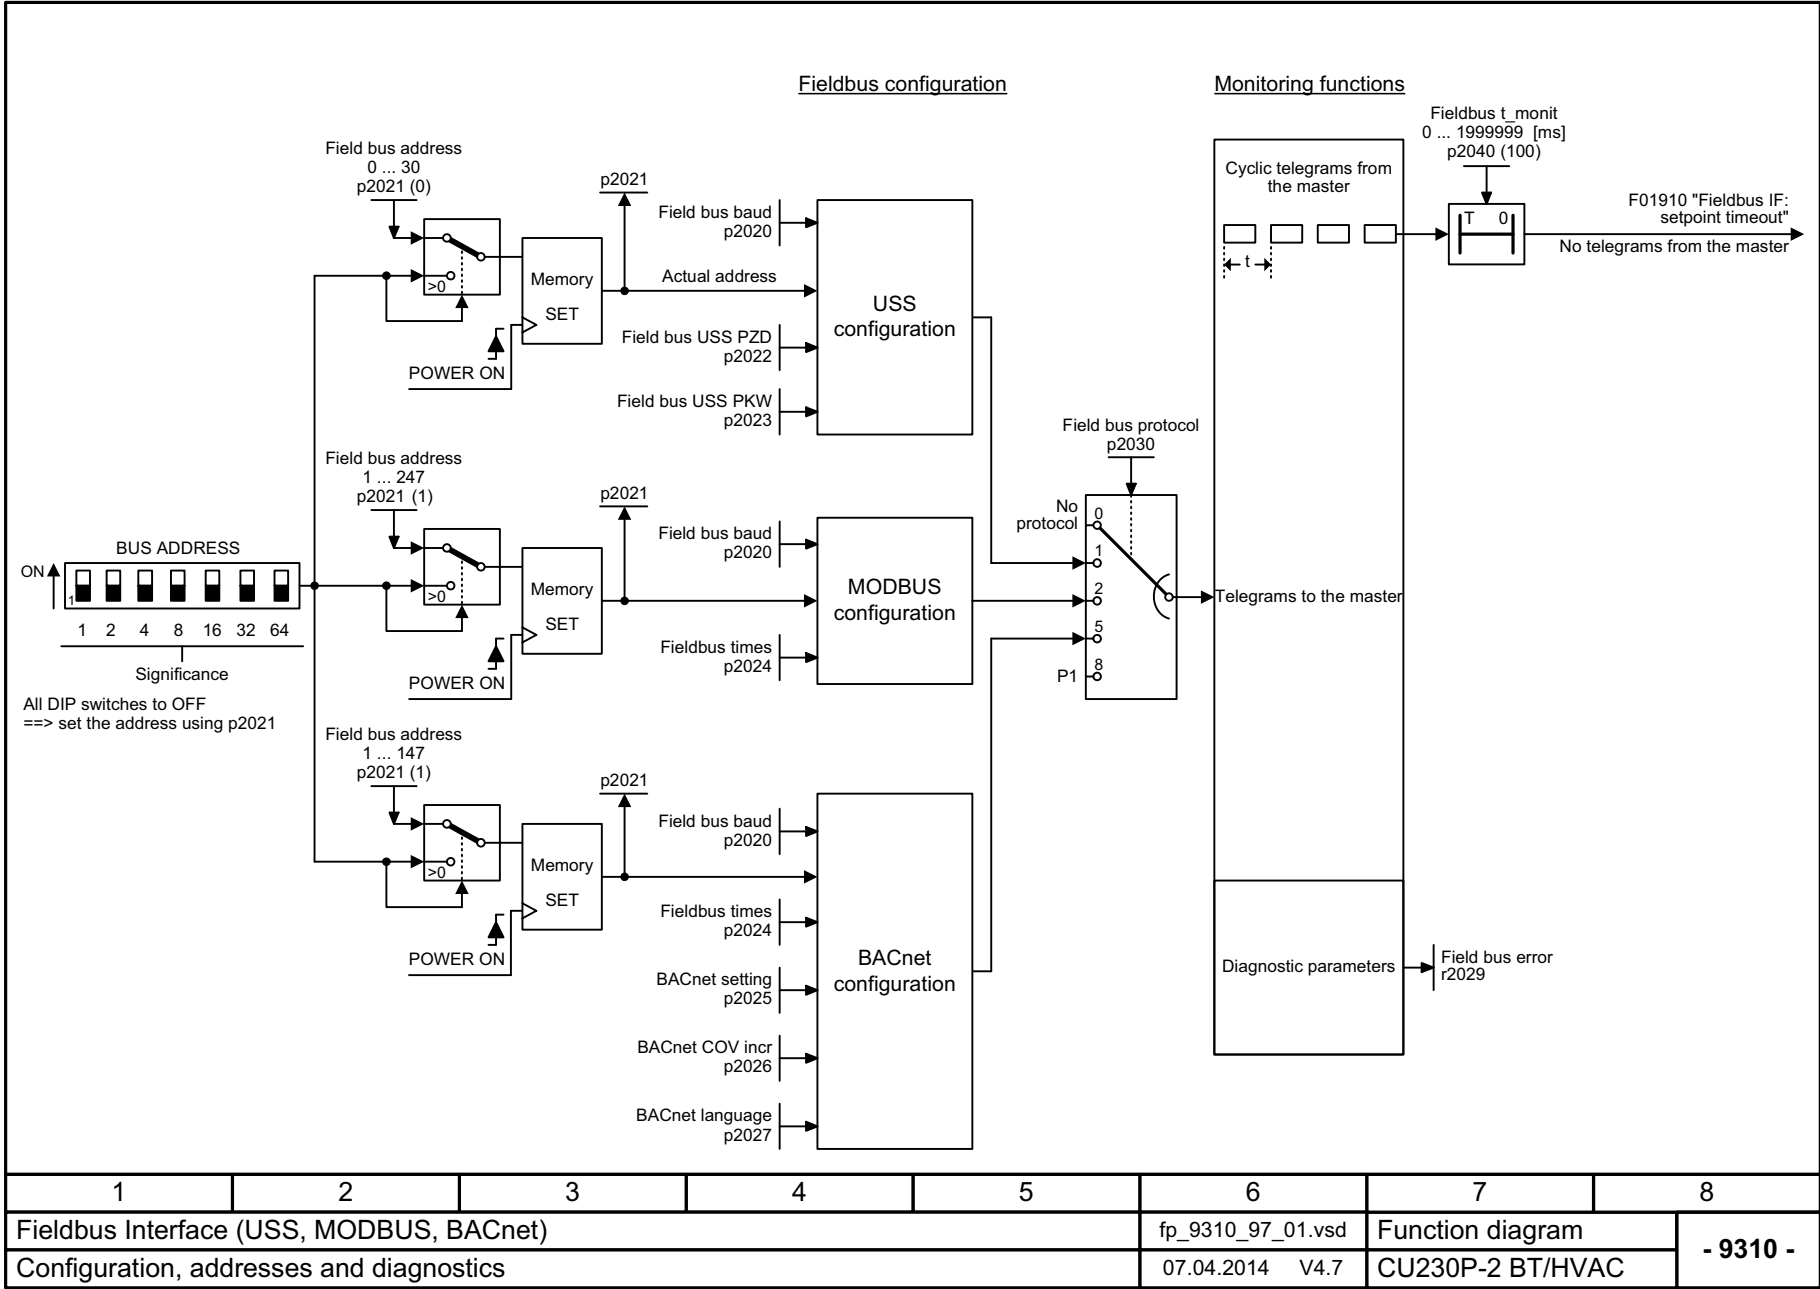 Fieldbus configuration
Monitoring functions
Field bus address
0 ... 30
p2021 (0)
>0
Memory
SET
POWER ON
p2021
Field bus baud
p2020
Actual address
Field bus USS PZD
p2022
Field bus USS PKW
p2023
USS
configuration
Field bus address
1 ... 247
p2021 (1)
>0
Memory
SET
POWER ON
p2021
Field bus baud
p2020
Fieldbus times
p2024
MODBUS
configuration
BUS ADDRESS
ON
1
1 2 4 8 16 32 64
Significance
All DIP switches to OFF
==> set the address using p2021
Field bus address
1 ... 147
p2021 (1)
>0
Memory
SET
POWER ON
p2021
Field bus baud
p2020
Fieldbus times
p2024
BACnet setting
p2025
BACnet COV incr
p2026
BACnet language
p2027
BACnet
configuration
Field bus protocol
p2030
No
protocol
0
1
2
5
P1
8
Cyclic telegrams from
the master
t
Telegrams to the master
Diagnostic parameters
Fieldbus t_monit
0 ... 1999999 [ms]
p2040 (100)
T 0
F01910 "Fieldbus IF:
setpoint timeout"
No telegrams from the master
Field bus error
r2029
1 2 3 4 5 6 7 8
Fieldbus Interface (USS, MODBUS, BACnet)
fp_9310_97_01.vsd
Function diagram
- 9310 -
Configuration, addresses and diagnostics
07.04.2014 V4.7
CU230P-2 BT/HVAC